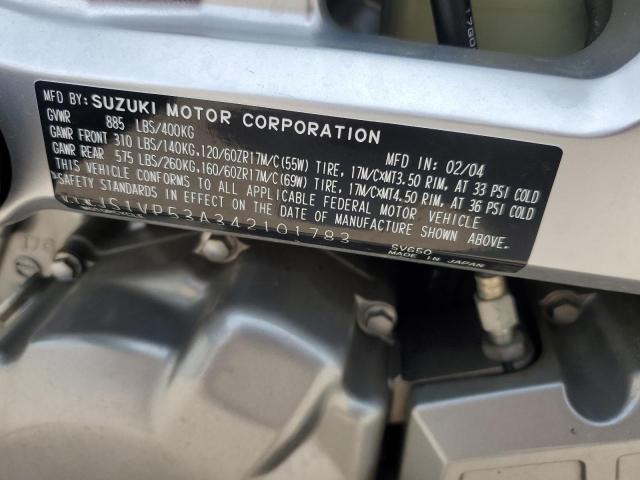 MFD BY: SUZUKI MOTOR CORPORATION
GVWR 885 LBS/400KG MFD IN: 02/04
GAWR FRONT 310 LBS/140KG,120/60ZR17M/C(55W) TIRE, 17M/CXMT3.50 RIM, AT 33 PSI COLD
GAWR REAR 575 LBS/260KG,160/60ZR17M/C(69W) TIRE, 17M/CXMT4.50 RIM, AT 36 PSI COLD
THIS VEHICLE CONFORMS TO ALL APPLICABLE FEDERAL MOTOR VEHICLE
SAFETY STANDARDS IN EFFECT ON THE DATE OF MANUFACTURE SHOWN ABOVE.
JS1VP53A342101783
SV650
MADE IN JAPAN